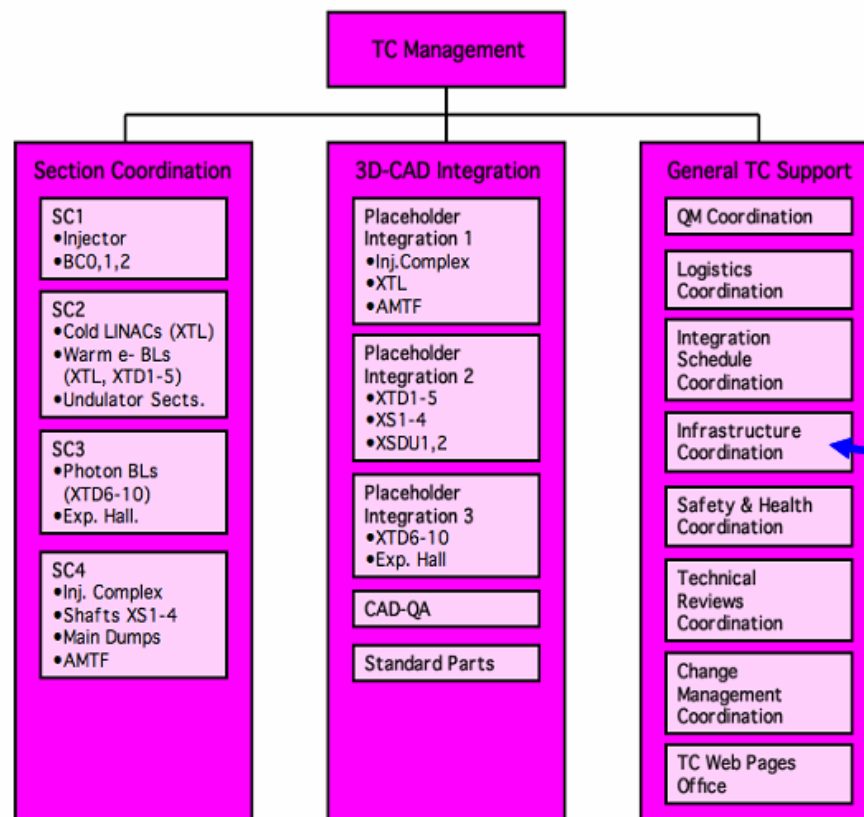 TC Management
Section Coordination
SC1
•Injector
•BC0,1,2
SC2
•Cold LINACs (XTL)
•Warm e- BLs
(XTL, XTD1-5)
•Undulator Sects.
SC3
•Photon BLs
(XTD6-10)
•Exp. Hall.
SC4
•Inj. Complex
•Shafts XS1-4
•Main Dumps
•AMTF
3D-CAD Integration
Placeholder
Integration 1
•Inj.Complex
•XTL
•AMTF
Placeholder
Integration 2
•XTD1-5
•XS1-4
•XSDU1,2
Placeholder
Integration 3
•XTD6-10
•Exp. Hall
CAD-QA
Standard Parts
General TC Support
QM Coordination
Logistics
Coordination
Integration
Schedule
Coordination
Infrastructure
Coordination
Safety & Health
Coordination
Technical
Reviews
Coordination
Change
Management
Coordination
TC Web Pages
Office